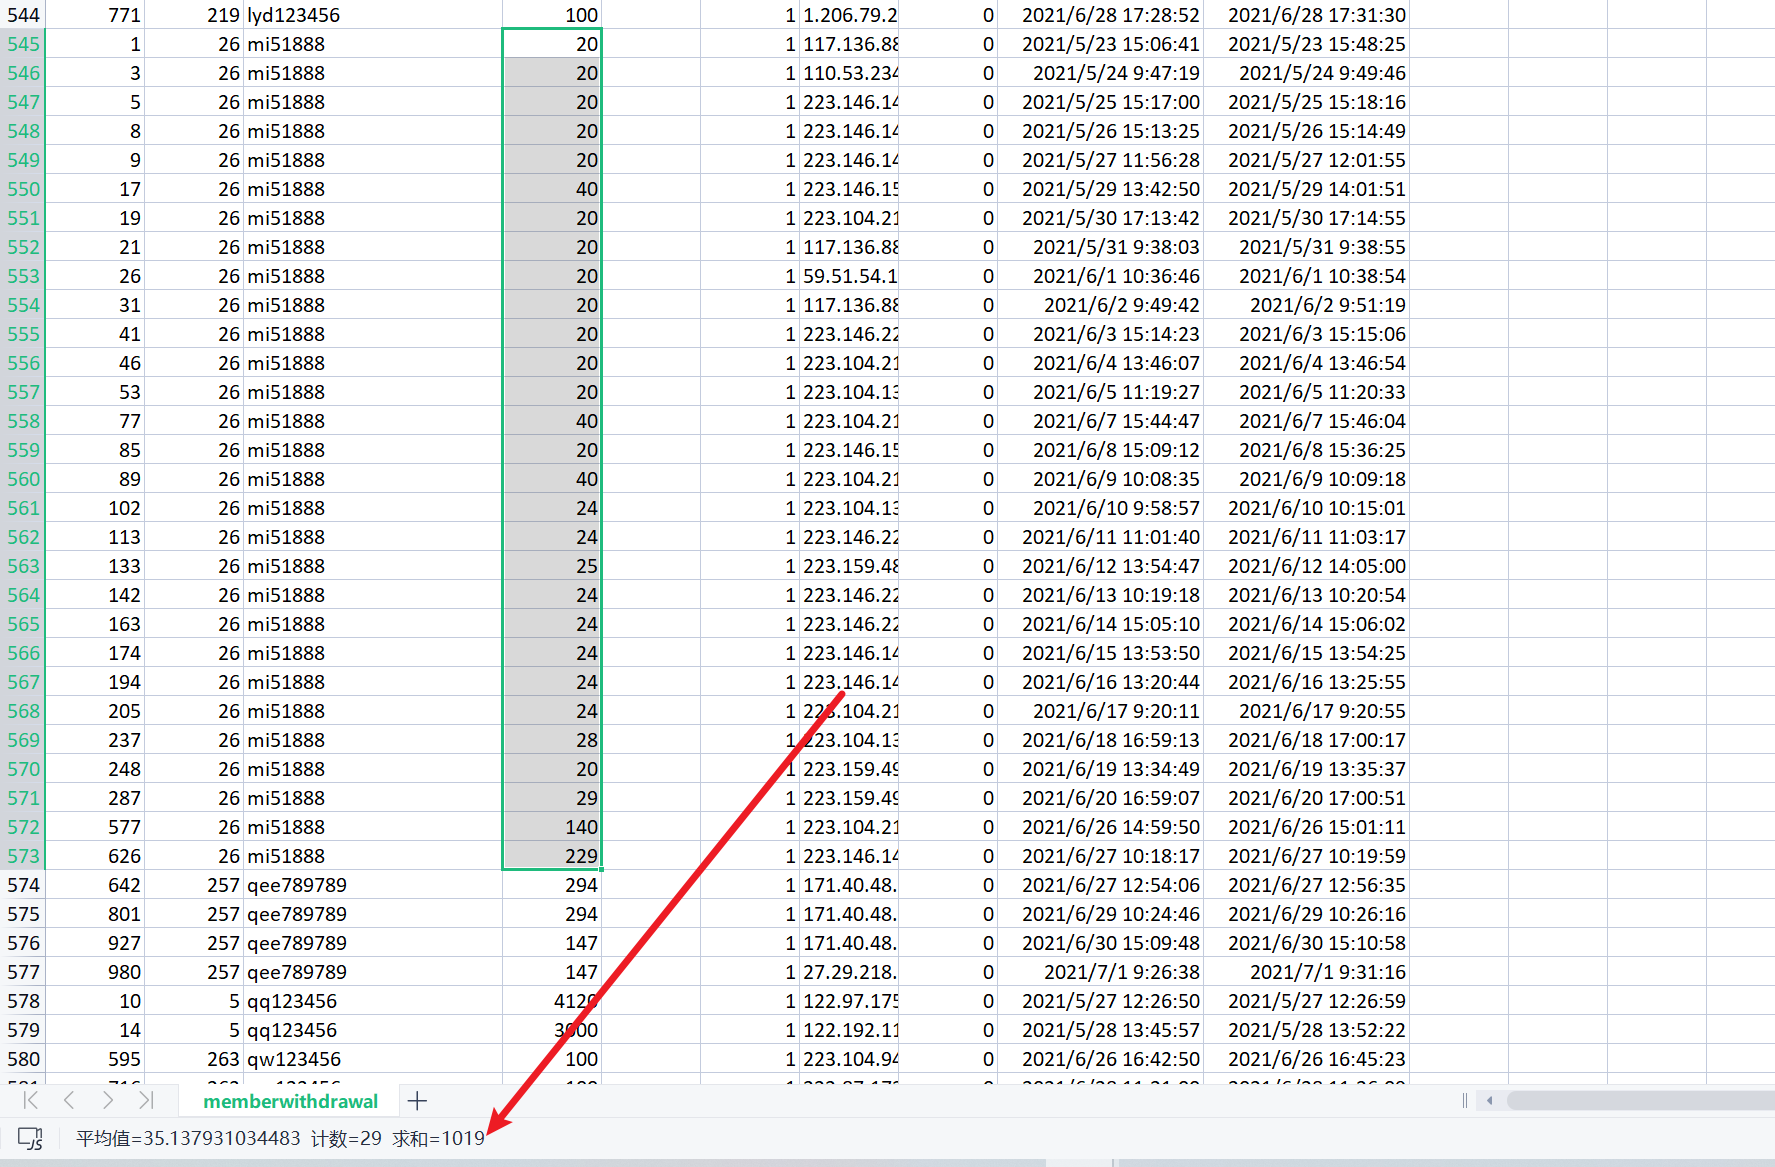 544 771 219 lyd123456 100 1 1.206.79.2 0 2021/6/28 17:28:52 2021/6/28 17:31:30
545 1 26 mi51888 20 1 117.136.88 0 2021/5/23 15:06:41 2021/5/23 15:48:25
546 3 26 mi51888 20 1 110.53.234 0 2021/5/24 9:47:19 2021/5/24 9:49:46
547 5 26 mi51888 20 1 223.146.14 0 2021/5/25 15:17:00 2021/5/25 15:18:16
548 8 26 mi51888 20 1 223.146.14 0 2021/5/26 15:13:25 2021/5/26 15:14:49
549 9 26 mi51888 20 1 223.146.14 0 2021/5/27 11:56:28 2021/5/27 12:01:55
550 17 26 mi51888 40 1 223.146.15 0 2021/5/29 13:42:50 2021/5/29 14:01:51
551 19 26 mi51888 20 1 223.104.21 0 2021/5/30 17:13:42 2021/5/30 17:14:55
552 21 26 mi51888 20 1 117.136.88 0 2021/5/31 9:38:03 2021/5/31 9:38:55
553 26 26 mi51888 20 1 59.51.54.1 0 2021/6/1 10:36:46 2021/6/1 10:38:54
554 31 26 mi51888 20 1 117.136.88 0 2021/6/2 9:49:42 2021/6/2 9:51:19
555 41 26 mi51888 20 1 223.146.22 0 2021/6/3 15:14:23 2021/6/3 15:15:06
556 46 26 mi51888 20 1 223.104.21 0 2021/6/4 13:46:07 2021/6/4 13:46:54
557 53 26 mi51888 20 1 223.104.13 0 2021/6/5 11:19:27 2021/6/5 11:20:33
558 77 26 mi51888 40 1 223.104.21 0 2021/6/7 15:44:47 2021/6/7 15:46:04
559 85 26 mi51888 20 1 223.146.15 0 2021/6/8 15:09:12 2021/6/8 15:36:25
560 89 26 mi51888 40 1 223.104.21 0 2021/6/9 10:08:35 2021/6/9 10:09:18
561 102 26 mi51888 24 1 223.104.13 0 2021/6/10 9:58:57 2021/6/10 10:15:01
562 113 26 mi51888 24 1 223.146.22 0 2021/6/11 11:01:40 2021/6/11 11:03:17
563 133 26 mi51888 25 1 223.159.48 0 2021/6/12 13:54:47 2021/6/12 14:05:00
564 142 26 mi51888 24 1 223.146.22 0 2021/6/13 10:19:18 2021/6/13 10:20:54
565 163 26 mi51888 24 1 223.146.22 0 2021/6/14 15:05:10 2021/6/14 15:06:02
566 174 26 mi51888 24 1 223.146.14 0 2021/6/15 13:53:50 2021/6/15 13:54:25
567 194 26 mi51888 24 1 223.146.14 0 2021/6/16 13:20:44 2021/6/16 13:25:55
568 205 26 mi51888 24 1 223.104.21 0 2021/6/17 9:20:11 2021/6/17 9:20:55
569 237 26 mi51888 28 1 223.104.13 0 2021/6/18 16:59:13 2021/6/18 17:00:17
570 248 26 mi51888 20 1 223.159.49 0 2021/6/19 13:34:49 2021/6/19 13:35:37
571 287 26 mi51888 29 1 223.159.49 0 2021/6/20 16:59:07 2021/6/20 17:00:51
572 577 26 mi51888 140 1 223.104.21 0 2021/6/26 14:59:50 2021/6/26 15:01:11
573 626 26 mi51888 229 1 223.146.14 0 2021/6/27 10:18:17 2021/6/27 10:19:59
574 642 257 qee789789 294 1 171.40.48. 0 2021/6/27 12:54:06 2021/6/27 12:56:35
575 801 257 qee789789 294 1 171.40.48. 0 2021/6/29 10:24:46 2021/6/29 10:26:16
576 927 257 qee789789 147 1 171.40.48. 0 2021/6/30 15:09:48 2021/6/30 15:10:58
577 980 257 qee789789 147 1 27.29.218. 0 2021/7/1 9:26:38 2021/7/1 9:31:16
578 10 5 qq123456 4120 1 122.97.175 0 2021/5/27 12:26:50 2021/5/27 12:26:59
579 14 5 qq123456 3000 1 122.192.11 0 2021/5/28 13:45:57 2021/5/28 13:52:22
580 595 263 qw123456 100 1 223.104.94 0 2021/6/26 16:42:50 2021/6/26 16:45:23
memberwithdrawal
平均值=35.137931034483 计数=29 求和=1019